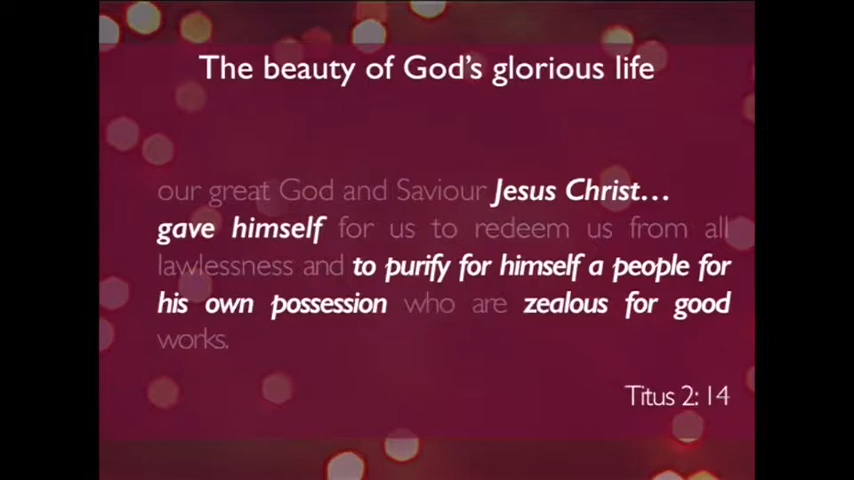 The beauty of God's glorious life
our great God and Saviour Jesus Christ…
gave himself for us to redeem us from all
lawlessness and to purify for himself a people for
his own possession who are zealous for good
works.
Titus 2: 14